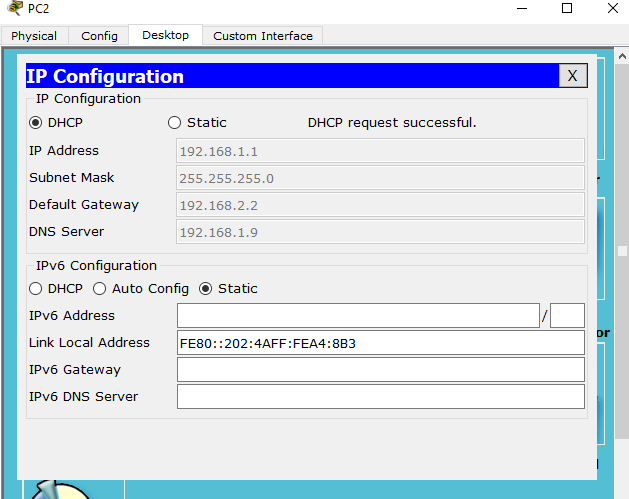 PC2
Physical Config Desktop Custom Interface
IP Configuration X
IP Configuration
DHCP Static DHCP request successful.
IP Address 192.168.1.1
Subnet Mask 255.255.255.0
Default Gateway 192.168.2.2
DNS Server 192.168.1.9
IPv6 Configuration
DHCP Auto Config Static
IPv6 Address /
Link Local Address FE80::202:4AFF:FEA4:8B3
IPv6 Gateway
IPv6 DNS Server